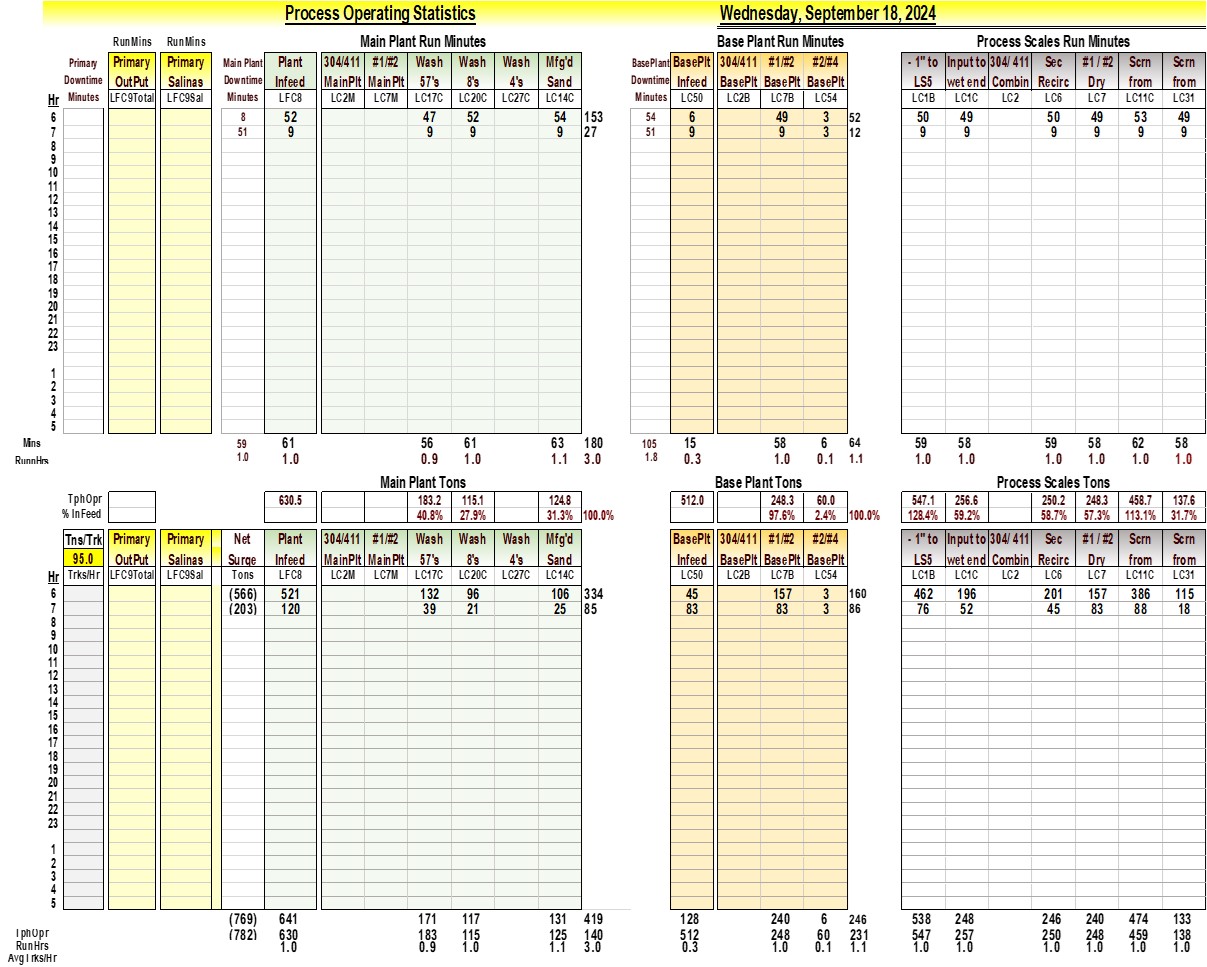 Process Operating Statistics Wednesday, September 18, 2024
RunMins RunMins Main Plant Run Minutes Base Plant Run Minutes Process Scales Run Minutes
Primary Primary Primary Main Plant Plant 304/411 #1/#2 Wash Wash Wash Mfg'd BasePlant BasePlt 304/411 #1/#2 #2/#4 - 1" to Input to 304/ 411 Sec #1 / #2 Scrn Scrn
Downtime OutPut Salinas Downtime Infeed MainPlt MainPlt 57's 8's 4's Sand Downtime Infeed BasePlt BasePlt BasePlt LS5 wet end Combin Recirc Dry from from
Hr Minutes LFC9Total LFC9Sal Minutes LFC8 LC2M LC7M LC17C LC20C LC27C LC14C Minutes LC50 LC2B LC7B LC54 LC1B LC1C LC2 LC6 LC7 LC11C LC31
6 8 52 47 52 54 153 54 6 49 3 52 50 49 50 49 53 49
7 51 9 9 9 9 27 51 9 9 3 12 9 9 9 9 9 9
8
9
10
11
12
13
14
15
16
17
18
19
20
21
22
23
1
2
3
4
5
Mins 59 61 56 61 63 180 105 15 58 6 64 59 58 59 58 62 58
RunnHrs 1.0 1.0 0.9 1.0 1.1 3.0 1.8 0.3 1.0 0.1 1.1 1.0 1.0 1.0 1.0 1.0 1.0
Main Plant Tons Base Plant Tons Process Scales Tons
TphOpr 630.5 183.2 115.1 124.8 512.0 248.3 60.0 547.1 256.6 250.2 248.3 458.7 137.6
% InFeed 40.8% 27.9% 31.3% 100.0% 97.6% 2.4% 100.0% 128.4% 59.2% 58.7% 57.3% 113.1% 31.7%
Tns/Trk Primary Primary Net Plant 304/411 #1/#2 Wash Wash Wash Mfg'd BasePlt 304/411 #1/#2 #2/#4 - 1" to Input to 304/ 411 Sec #1 / #2 Scrn Scrn
95.0 OutPut Salinas Surge Infeed MainPlt MainPlt 57's 8's 4's Sand Infeed BasePlt BasePlt BasePlt LS5 wet end Combin Recirc Dry from from
Hr Trks/Hr LFC9Total LFC9Sal Tons LFC8 LC2M LC7M LC17C LC20C LC27C LC14C LC50 LC2B LC7B LC54 LC1B LC1C LC2 LC6 LC7 LC11C LC31
6 (566) 521 132 96 106 334 45 157 3 160 462 196 201 157 386 115
7 (203) 120 39 21 25 85 83 83 3 86 76 52 45 83 88 18
8
9
10
11
12
13
14
15
16
17
18
19
20
21
22
23
1
2
3
4
5
(769) 641 171 117 131 419 128 240 6 246 538 248 246 240 474 133
TphOpr (782) 630 183 115 125 140 512 248 60 231 547 257 250 248 459 138
RunHrs 1.0 0.9 1.0 1.1 3.0 0.3 1.0 0.1 1.1 1.0 1.0 1.0 1.0 1.0 1.0
AvgTrks/Hr